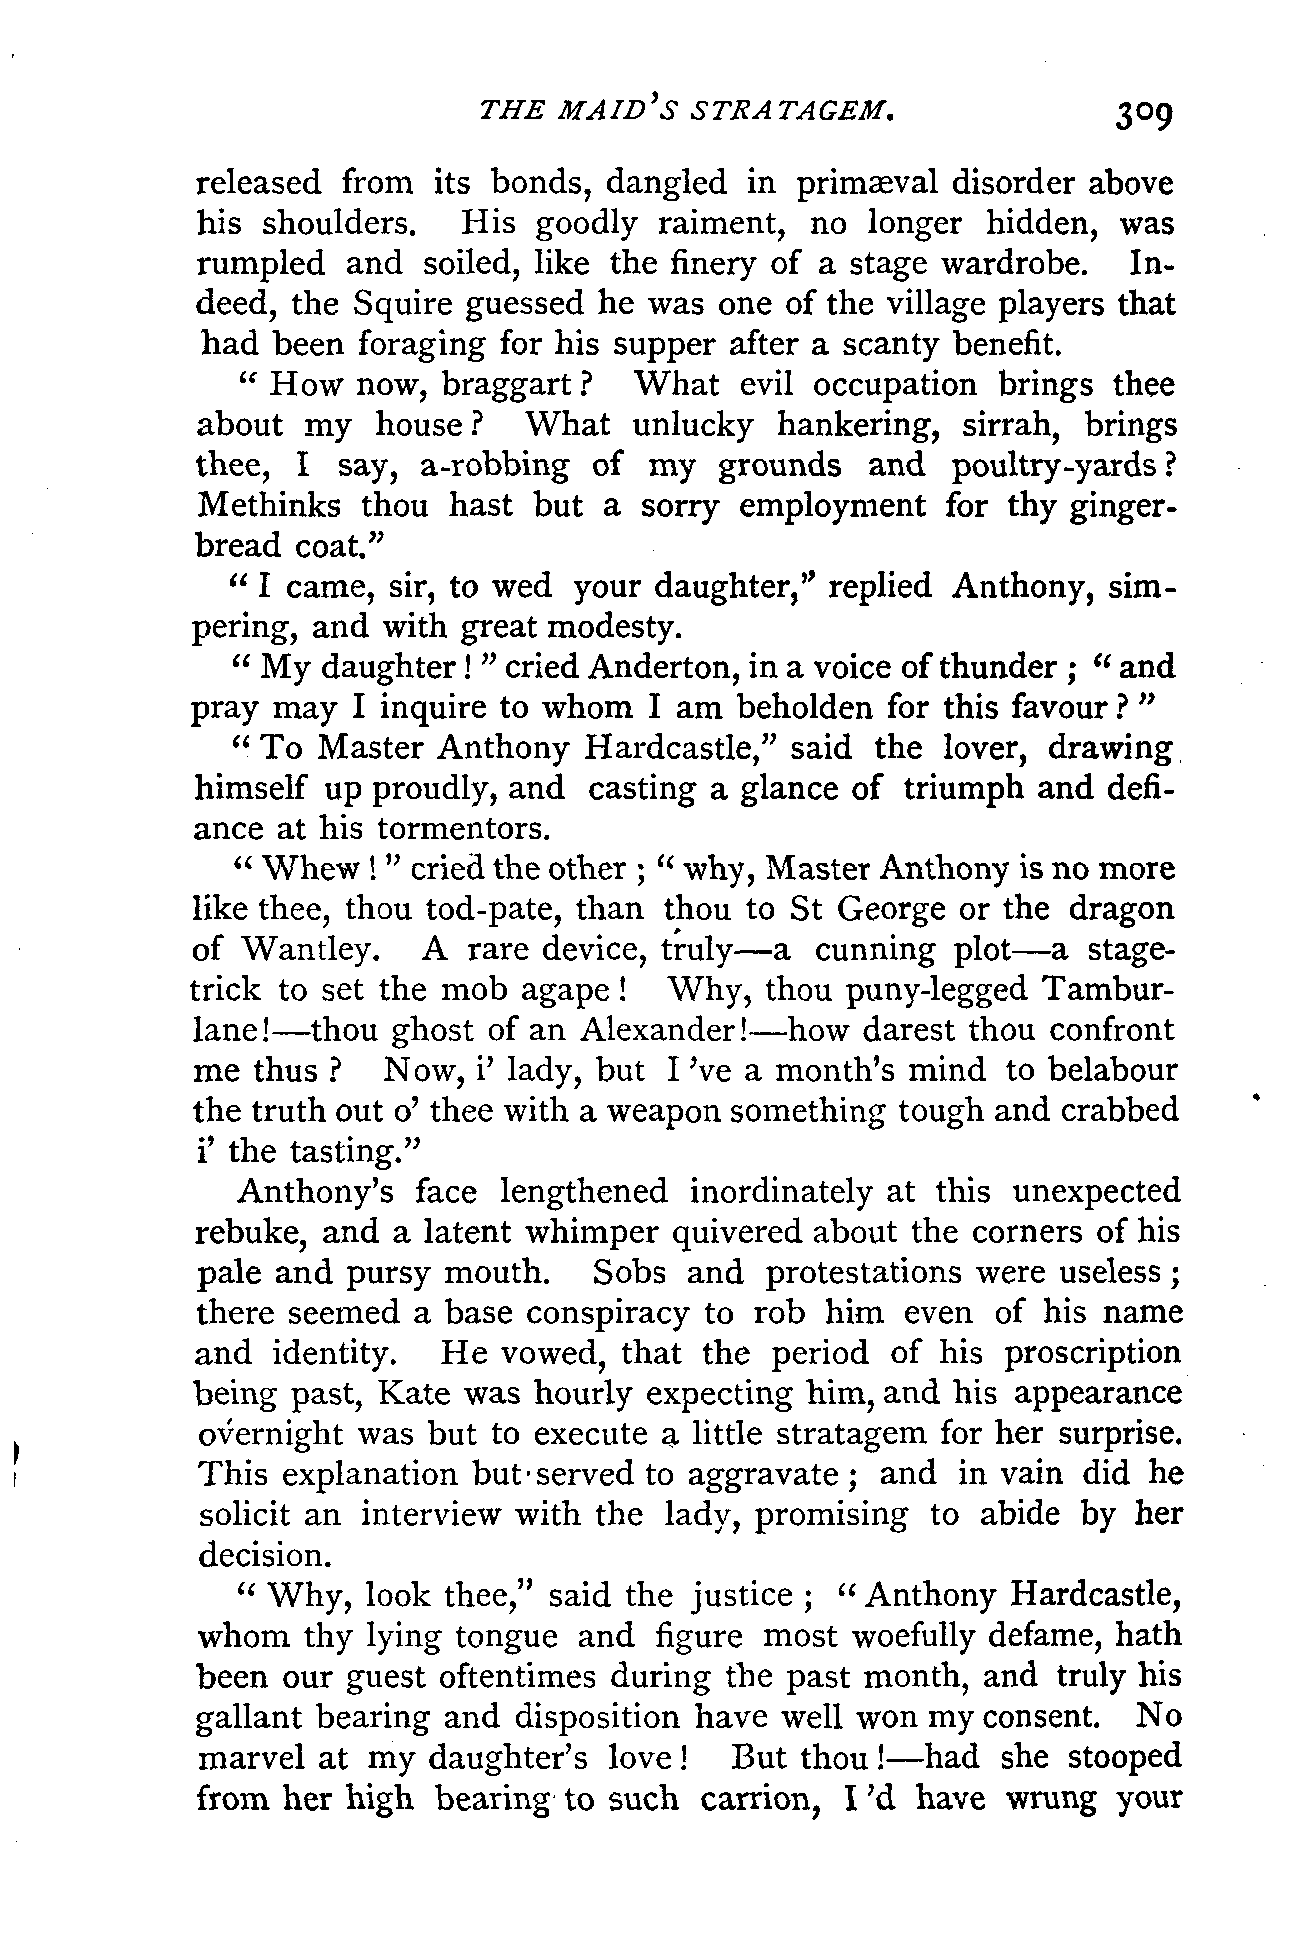 THE MAID'S STRATAGEM. 309
released from its bonds, dangled in primæval disorder above
his shoulders. His goodly raiment, no longer hidden, was
rumpled and soiled, like the finery of a stage wardrobe. In-
deed, the Squire guessed he was one of the village players that
had been foraging for his supper after a scanty benefit.
" How now, braggart ? What evil occupation brings thee
about my house ? What unlucky hankering, sirrah, brings
thee, I say, a-robbing of my grounds and poultry-yards ?
Methinks thou hast but a sorry employment for thy ginger-
bread coat."
" I came, sir, to wed your daughter," replied Anthony, sim-
pering, and with great modesty.
" My daughter ! " cried Anderton, in a voice of thunder ; " and
pray may I inquire to whom I am beholden for this favour ? "
" To Master Anthony Hardcastle," said the lover, drawing
himself up proudly, and casting a glance of triumph and defi-
ance at his tormentors.
" Whew ! " cried the other ; " why, Master Anthony is no more
like thee, thou tod-pate, than thou to St George or the dragon
of Wantley. A rare device, truly—a cunning plot—a stage-
trick to set the mob agape ! Why, thou puny-legged Tambur-
lane!—thou ghost of an Alexander!—how darest thou confront
me thus ? Now, i' lady, but I 've a month's mind to belabour
the truth out o' thee with a weapon something tough and crabbed
i' the tasting."
Anthony's face lengthened inordinately at this unexpected
rebuke, and a latent whimper quivered about the corners of his
pale and pursy mouth. Sobs and protestations were useless ;
there seemed a base conspiracy to rob him even of his name
and identity. He vowed, that the period of his proscription
being past, Kate was hourly expecting him, and his appearance
overnight was but to execute a little stratagem for her surprise.
This explanation but served to aggravate ; and in vain did he
solicit an interview with the lady, promising to abide by her
decision.
" Why, look thee," said the justice ; " Anthony Hardcastle,
whom thy lying tongue and figure most woefully defame, hath
been our guest oftentimes during the past month, and truly his
gallant bearing and disposition have well won my consent. No
marvel at my daughter's love ! But thou !—had she stooped
from her high bearing to such carrion, I 'd have wrung your